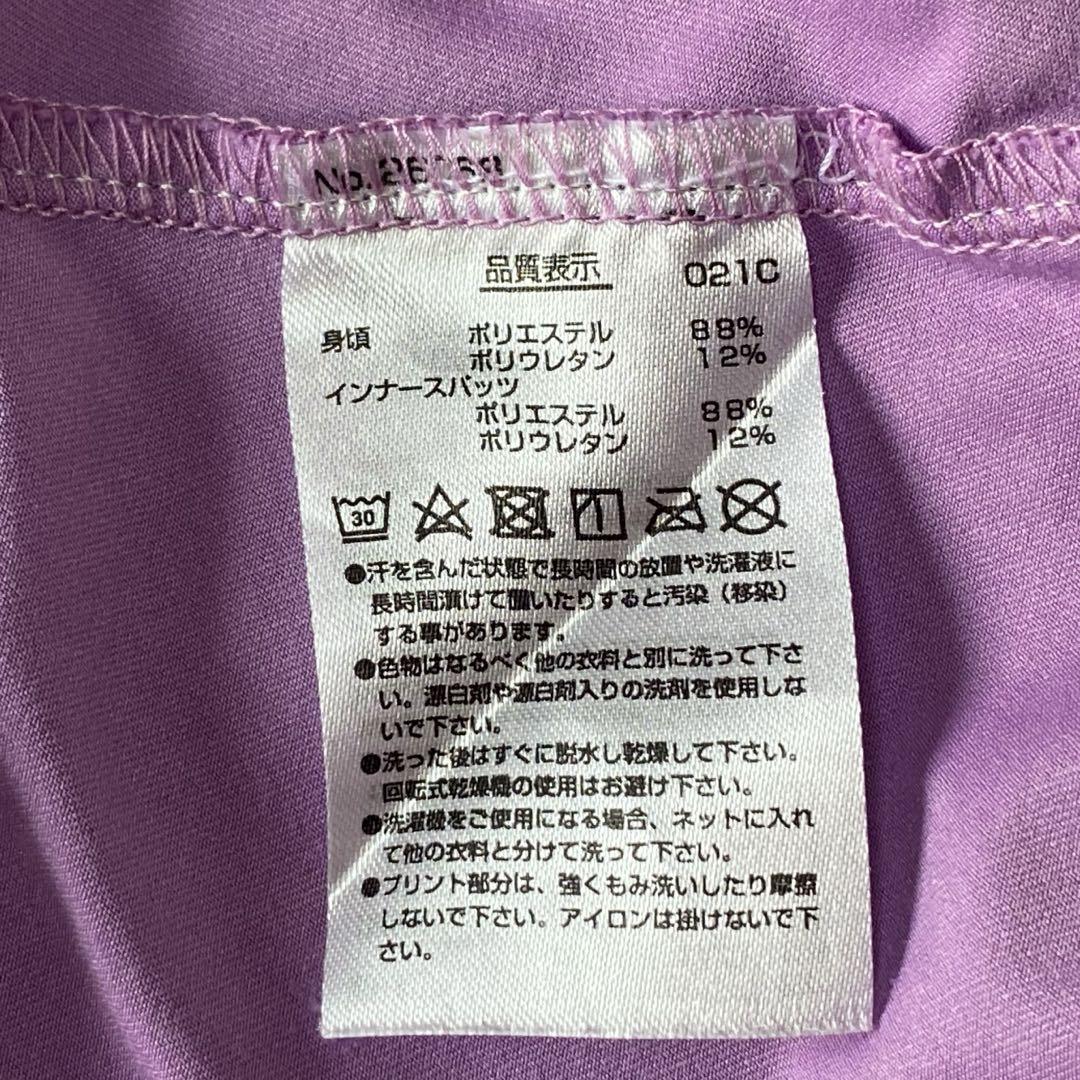 品質表示 021C
身頃 ポリエステル 88%
ポリウレタン 12%
インナースパッツ
ポリエステル 88%
ポリウレタン 12%
30
●汗を含んだ状態で長時間の放置や洗濯液に
長時間漬けて置いたりすると汚染（移染）
する事があります。
●色物はなるべく他の衣料と別に洗って下さ
い。漂白剤や漂白剤入りの洗剤を使用しな
いで下さい。
●洗った後はすぐに脱水し乾燥して下さい。
回転式乾燥機の使用はお避け下さい。
●洗濯機をご使用になる場合、ネットに入れ
て他の衣料と分けて洗って下さい。
●プリント部分は、強くもみ洗いしたり摩擦
しないで下さい。アイロンは掛けないで下
さい。